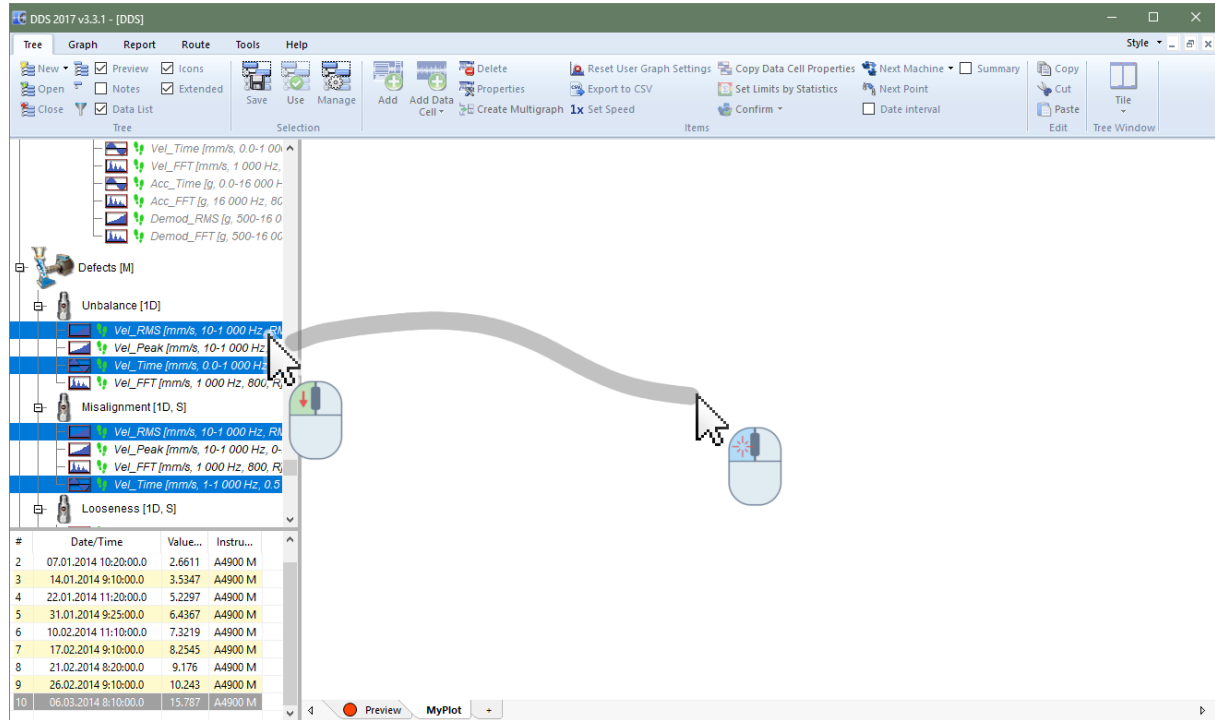 DDS 2017 v3.3.1 - [DDS]
Tree Graph Report Route Tools Help Style
New Preview Icons Delete Reset User Graph Settings Copy Data Cell Properties Next Machine Summary Copy
Open Notes Extended Save Use Manage Add Add Data Cell Properties Export to CSV Set Limits by Statistics Next Point Cut Tile
Close Data List Create Multigraph 1x Set Speed Confirm Date interval Paste
Tree Selection Items Edit Tree Window
Vel_Time [mm/s, 0.0-1 00
Vel_FFT [mm/s, 1 000 Hz,
Acc_Time [g, 0.0-16 000 H
Acc_FFT [g, 16 000 Hz, 80
Demod_RMS [g, 500-16 0
Demod_FFT [g, 500-16 00
Defects [M]
Unbalance [1D]
Vel_RMS [mm/s, 10-1 000 Hz, RM
Vel_Peak [mm/s, 10-1 000 Hz,
Vel_Time [mm/s, 0.0-1 000 Hz
Vel_FFT [mm/s, 1 000 Hz, 800, R]
Misalignment [1D, S]
Vel_RMS [mm/s, 10-1 000 Hz, RM
Vel_Peak [mm/s, 10-1 000 Hz, 0-
Vel_FFT [mm/s, 1 000 Hz, 800, R]
Vel_Time [mm/s, 1-1 000 Hz, 0.5
Looseness [1D, S]
# Date/Time Value... Instru...
2 07.01.2014 10:20:00.0 2.6611 A4900 M
3 14.01.2014 9:10:00.0 3.5347 A4900 M
4 22.01.2014 11:20:00.0 5.2297 A4900 M
5 31.01.2014 9:25:00.0 6.4367 A4900 M
6 10.02.2014 11:10:00.0 7.3219 A4900 M
7 17.02.2014 9:10:00.0 8.2545 A4900 M
8 21.02.2014 8:20:00.0 9.176 A4900 M
9 26.02.2014 9:10:00.0 10.243 A4900 M
10 06.03.2014 8:10:00.0 15.787 A4900 M
Preview MyPlot +